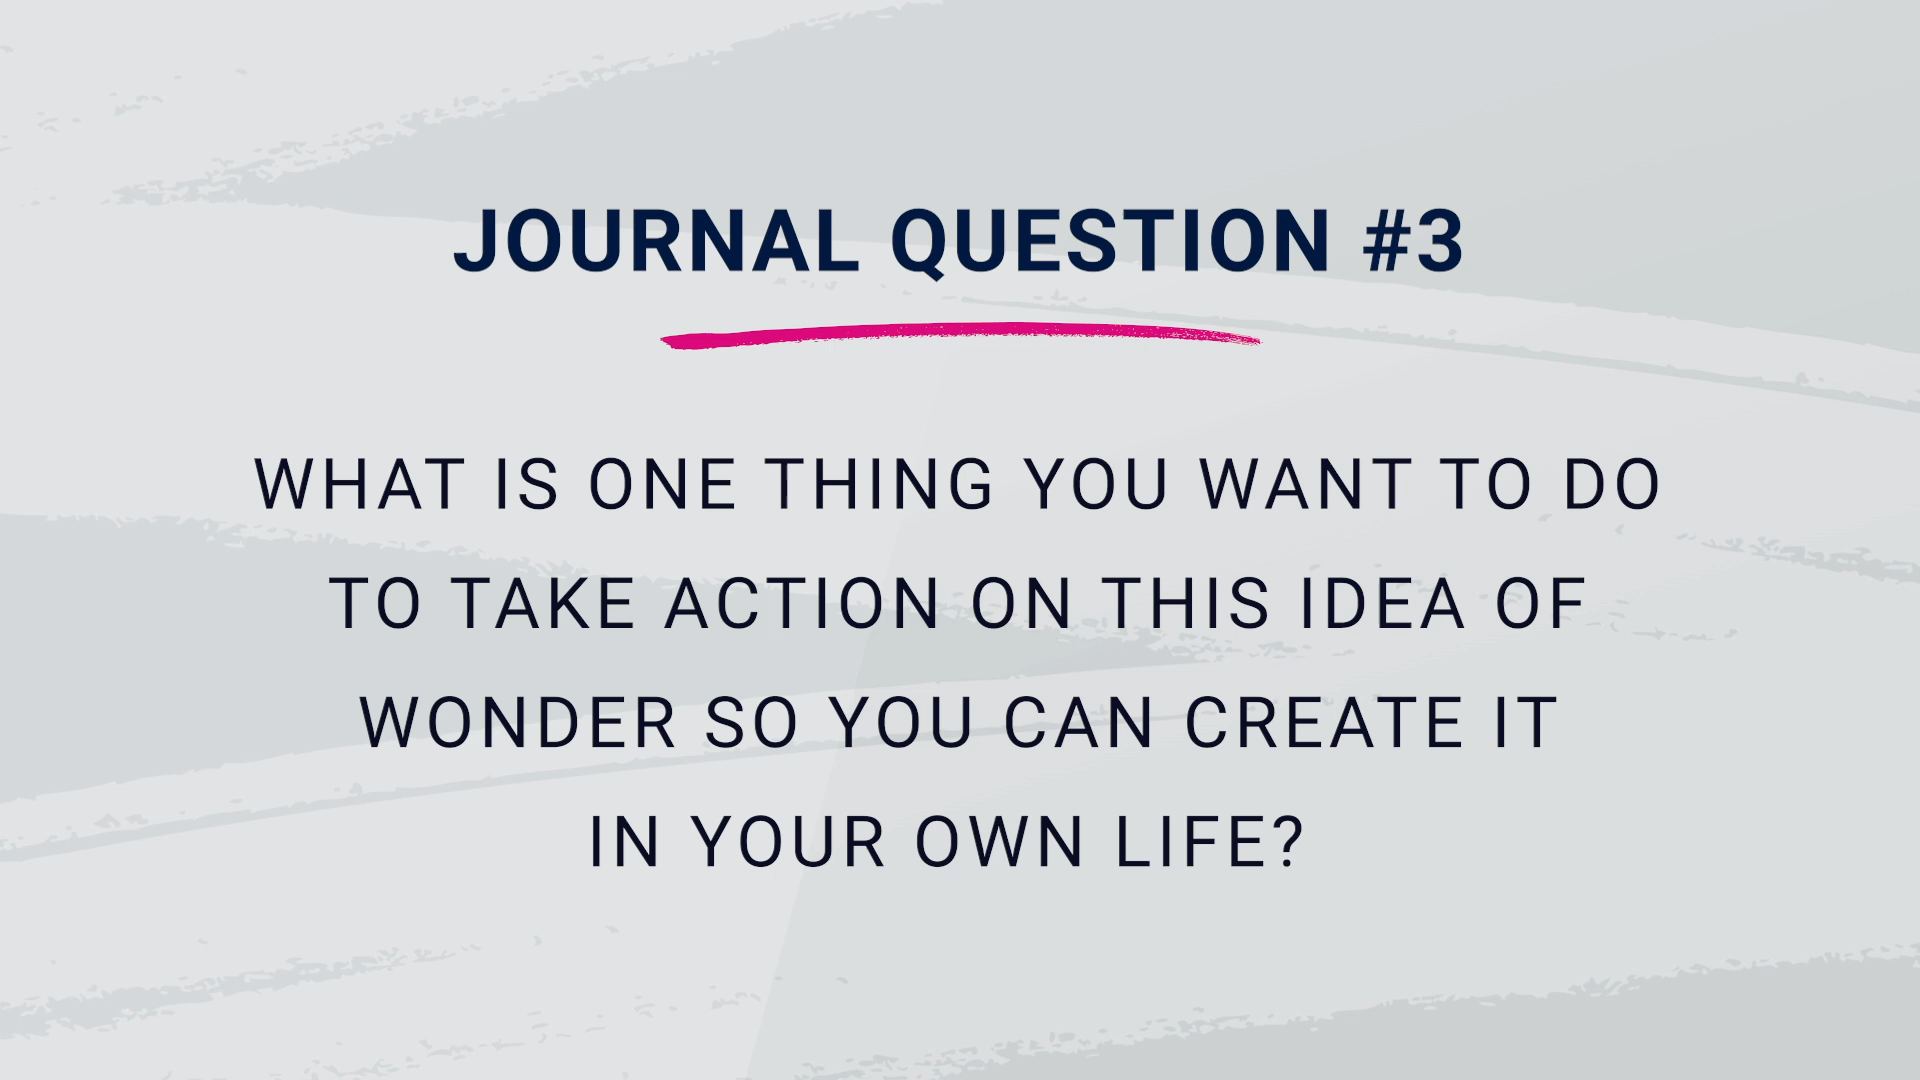 JOURNAL QUESTION #3
WHAT IS ONE THING YOU WANT TO DO
TO TAKE ACTION ON THIS IDEA OF
WONDER SO YOU CAN CREATE IT
IN YOUR OWN LIFE?